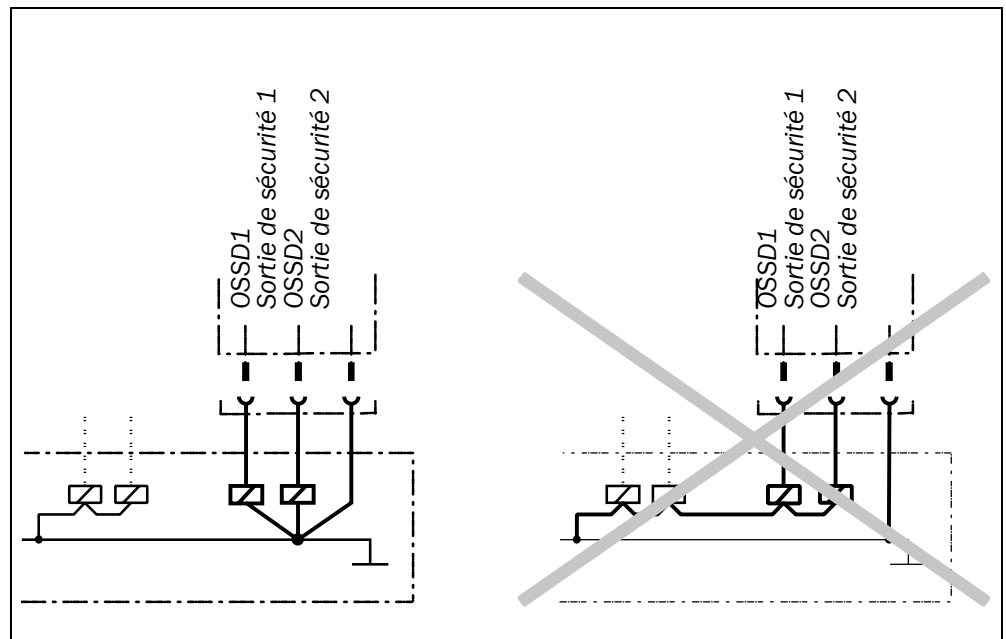 OSSD1
Sortie de sécurité 1
OSSD2
Sortie de sécurité 2
OSSD1
Sortie de sécurité 1
OSSD2
Sortie de sécurité 2